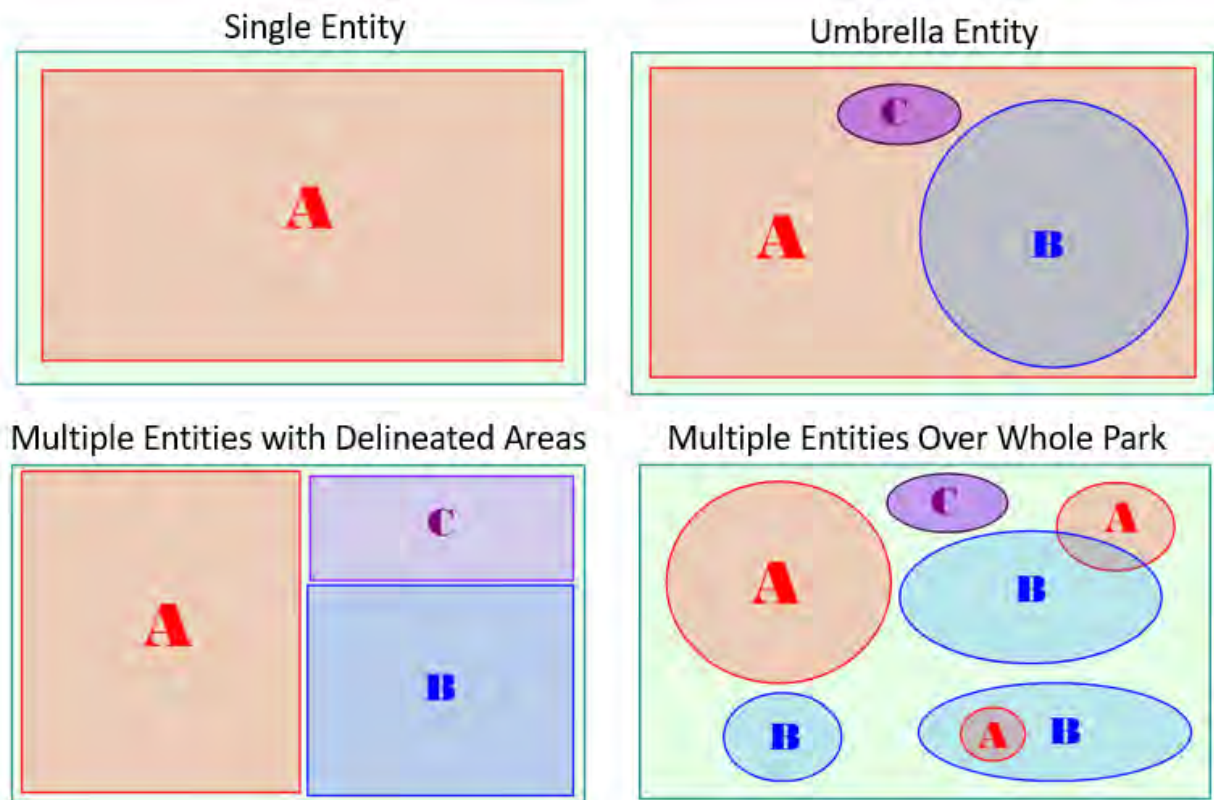 Single Entity
A
Umbrella Entity
C
A
B
Multiple Entities with Delineated Areas
C
A
B
Multiple Entities Over Whole Park
C
A
A
B
B
A
B